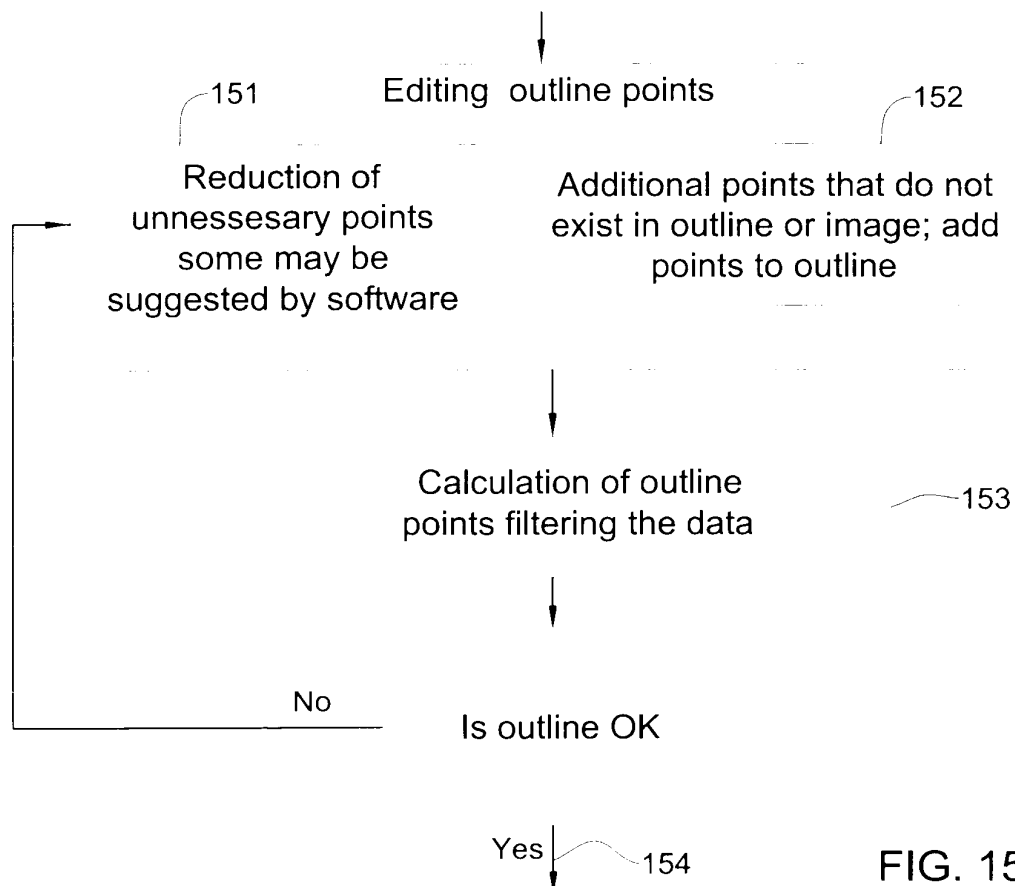 Editing outline points
151
152
Reduction of
unnessesary points
some may be
suggested by software
Additional points that do not
exist in outline or image; add
points to outline
Calculation of outline
points filtering the data
153
No
Is outline OK
Yes
154
FIG. 15